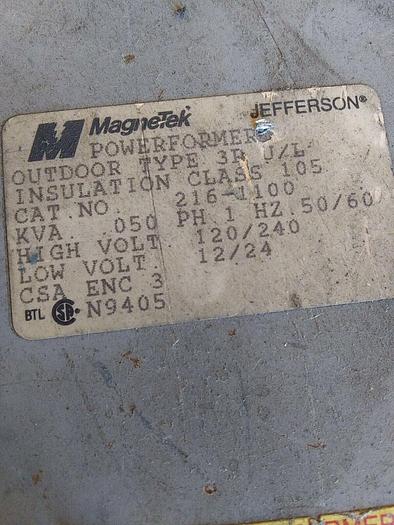 MagneTek JEFFERSON®
POWERFORMER
OUTDOOR TYPE 3R U/L
INSULATION CLASS 105
CAT.NO. 216-1100
KVA .050 PH.1 HZ.50/60
HIGH VOLT 120/240
LOW VOLT. 12/24
CSA ENC 3
BTL SA N9405